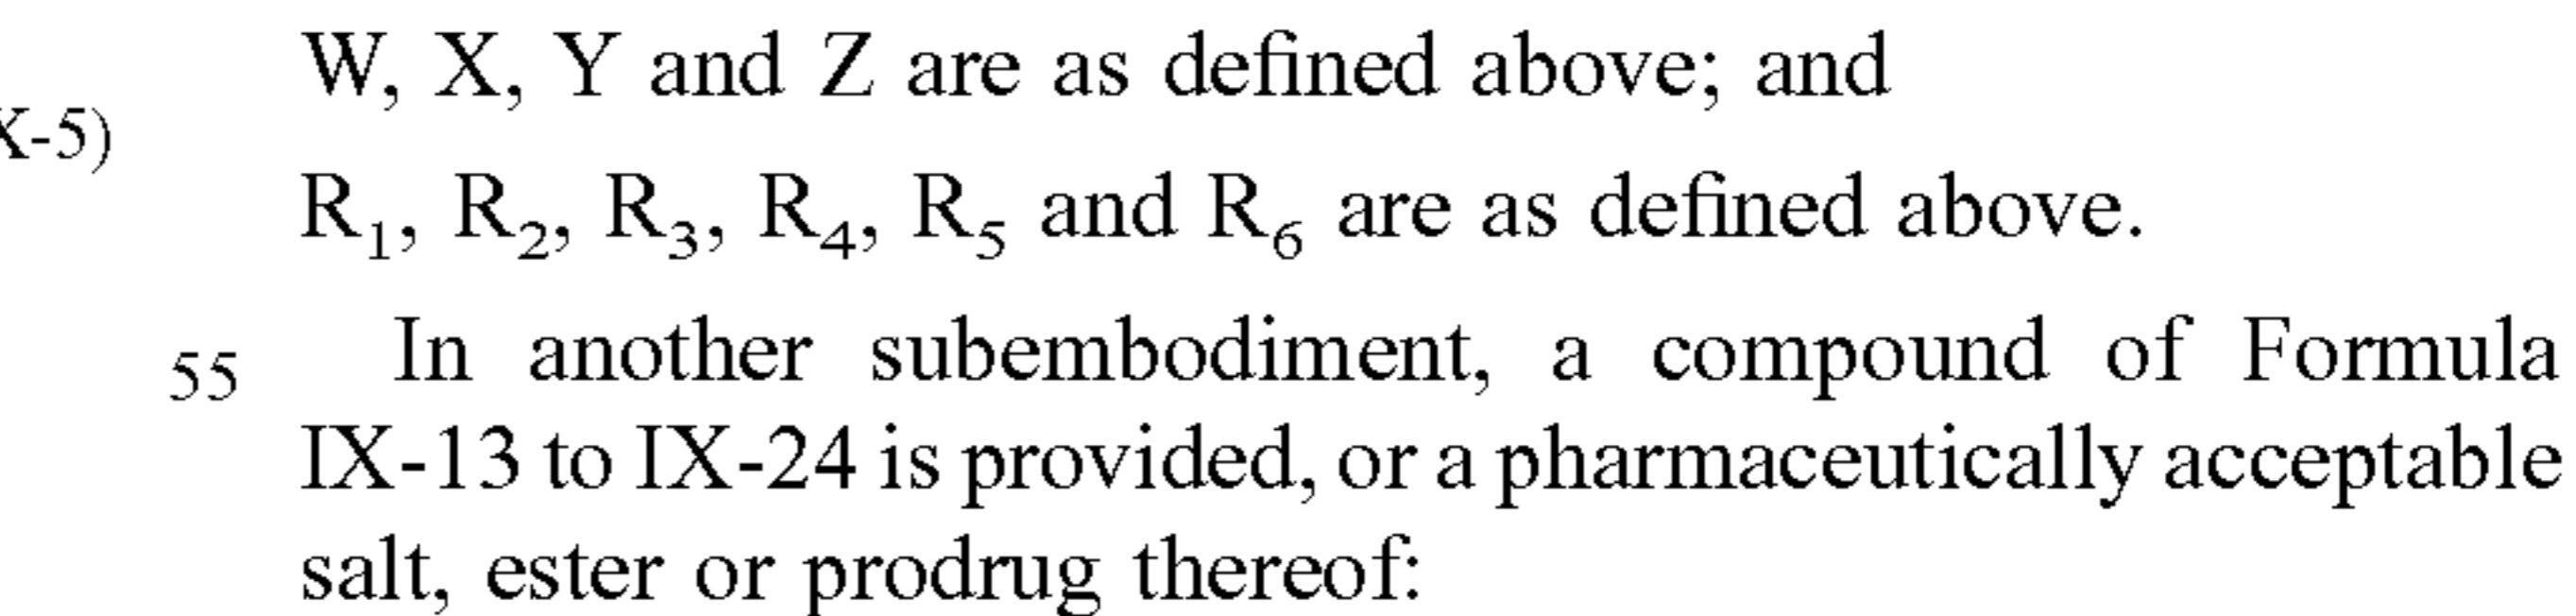 W, X, Y and Z are as defined above; and
X-5)
R₁, R₂, R₃, R₄, R₅ and R₆ are as defined above.
55 In another subembodiment, a compound of Formula
IX-13 to IX-24 is provided, or a pharmaceutically acceptable
salt, ester or prodrug thereof: